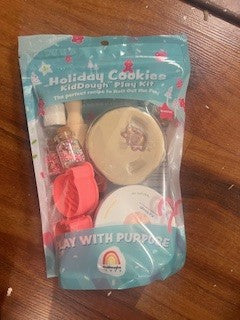 Holiday Cookies
KidDough Play Kit
The perfect recipe to Roll Out the Fun
PLAY WITH PURPOSE